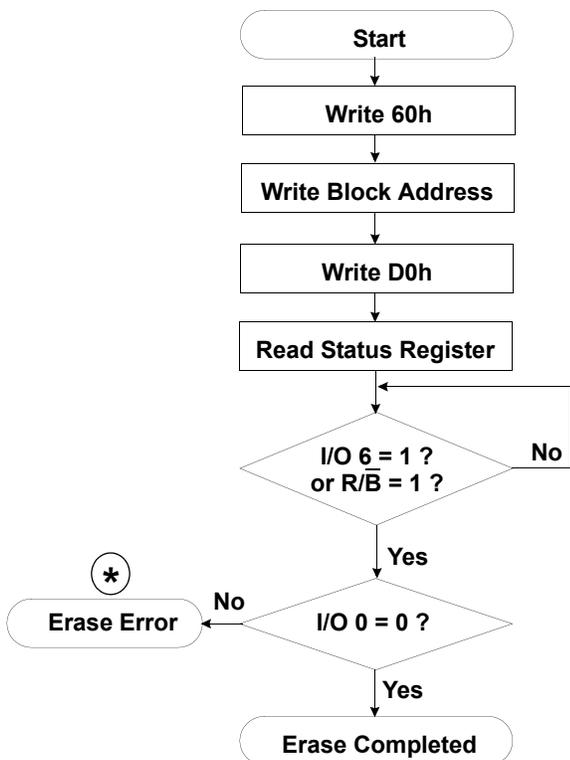 Start
Write 60h
Write Block Address
Write D0h
Read Status Register
I/O 6 = 1 ?
or R/B̅ = 1 ?
No
Yes
*
No
Erase Error
I/O 0 = 0 ?
Yes
Erase Completed